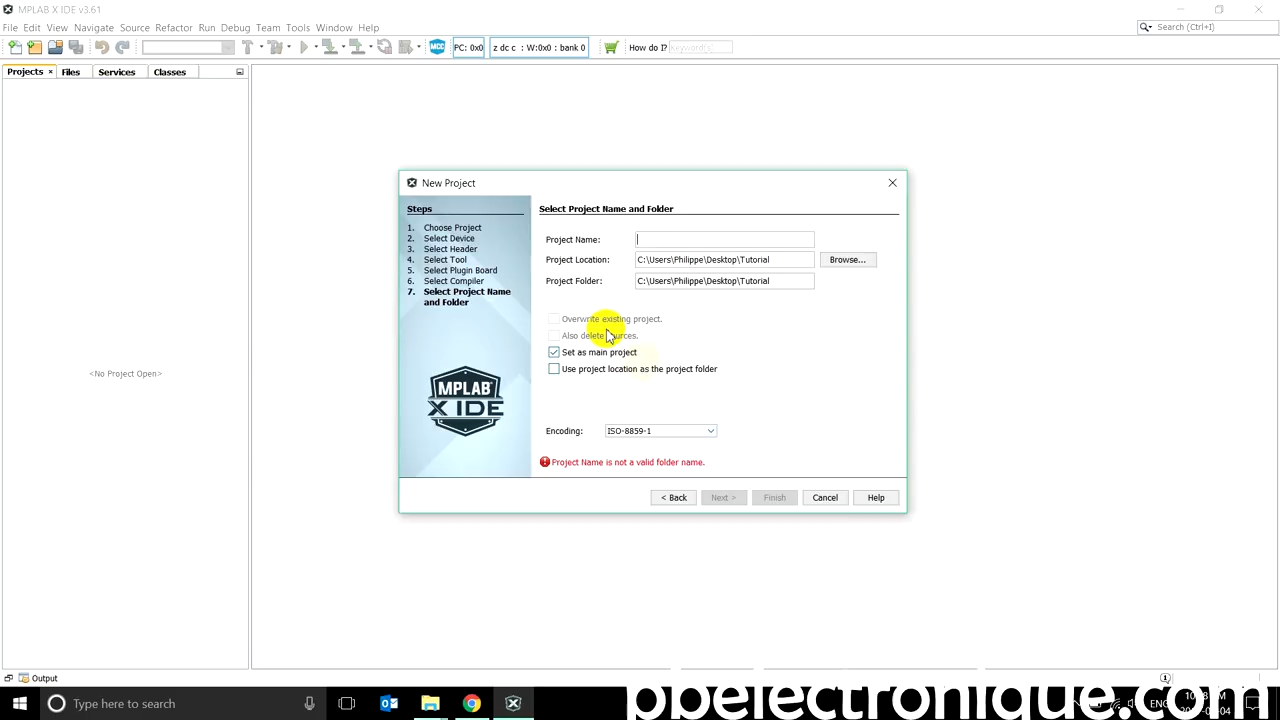 MPLAB X IDE v3.61
File Edit View Navigate Source Refactor Run Debug Team Tools Window Help
Search (Ctrl+I)
MCC PC: 0x0 z dc c : W:0x0 : bank 0 How do I? Keyword(s)
Projects Files Services Classes
<No Project Open>
New Project
Steps
1. Choose Project
2. Select Device
3. Select Header
4. Select Tool
5. Select Plugin Board
6. Select Compiler
7. Select Project Name
and Folder
MPLAB
X IDE
Select Project Name and Folder
Project Name:
Project Location: C:\Users\Philippe\Desktop\Tutorial Browse...
Project Folder: C:\Users\Philippe\Desktop\Tutorial
Overwrite existing project.
Also delete
Set as main project
Use project location as the project folder
Encoding: ISO-8859-1
Project Name is not a valid folder name.
< Back Next > Finish Cancel Help
Output
Type here to search
ENG
ppelectronique.com